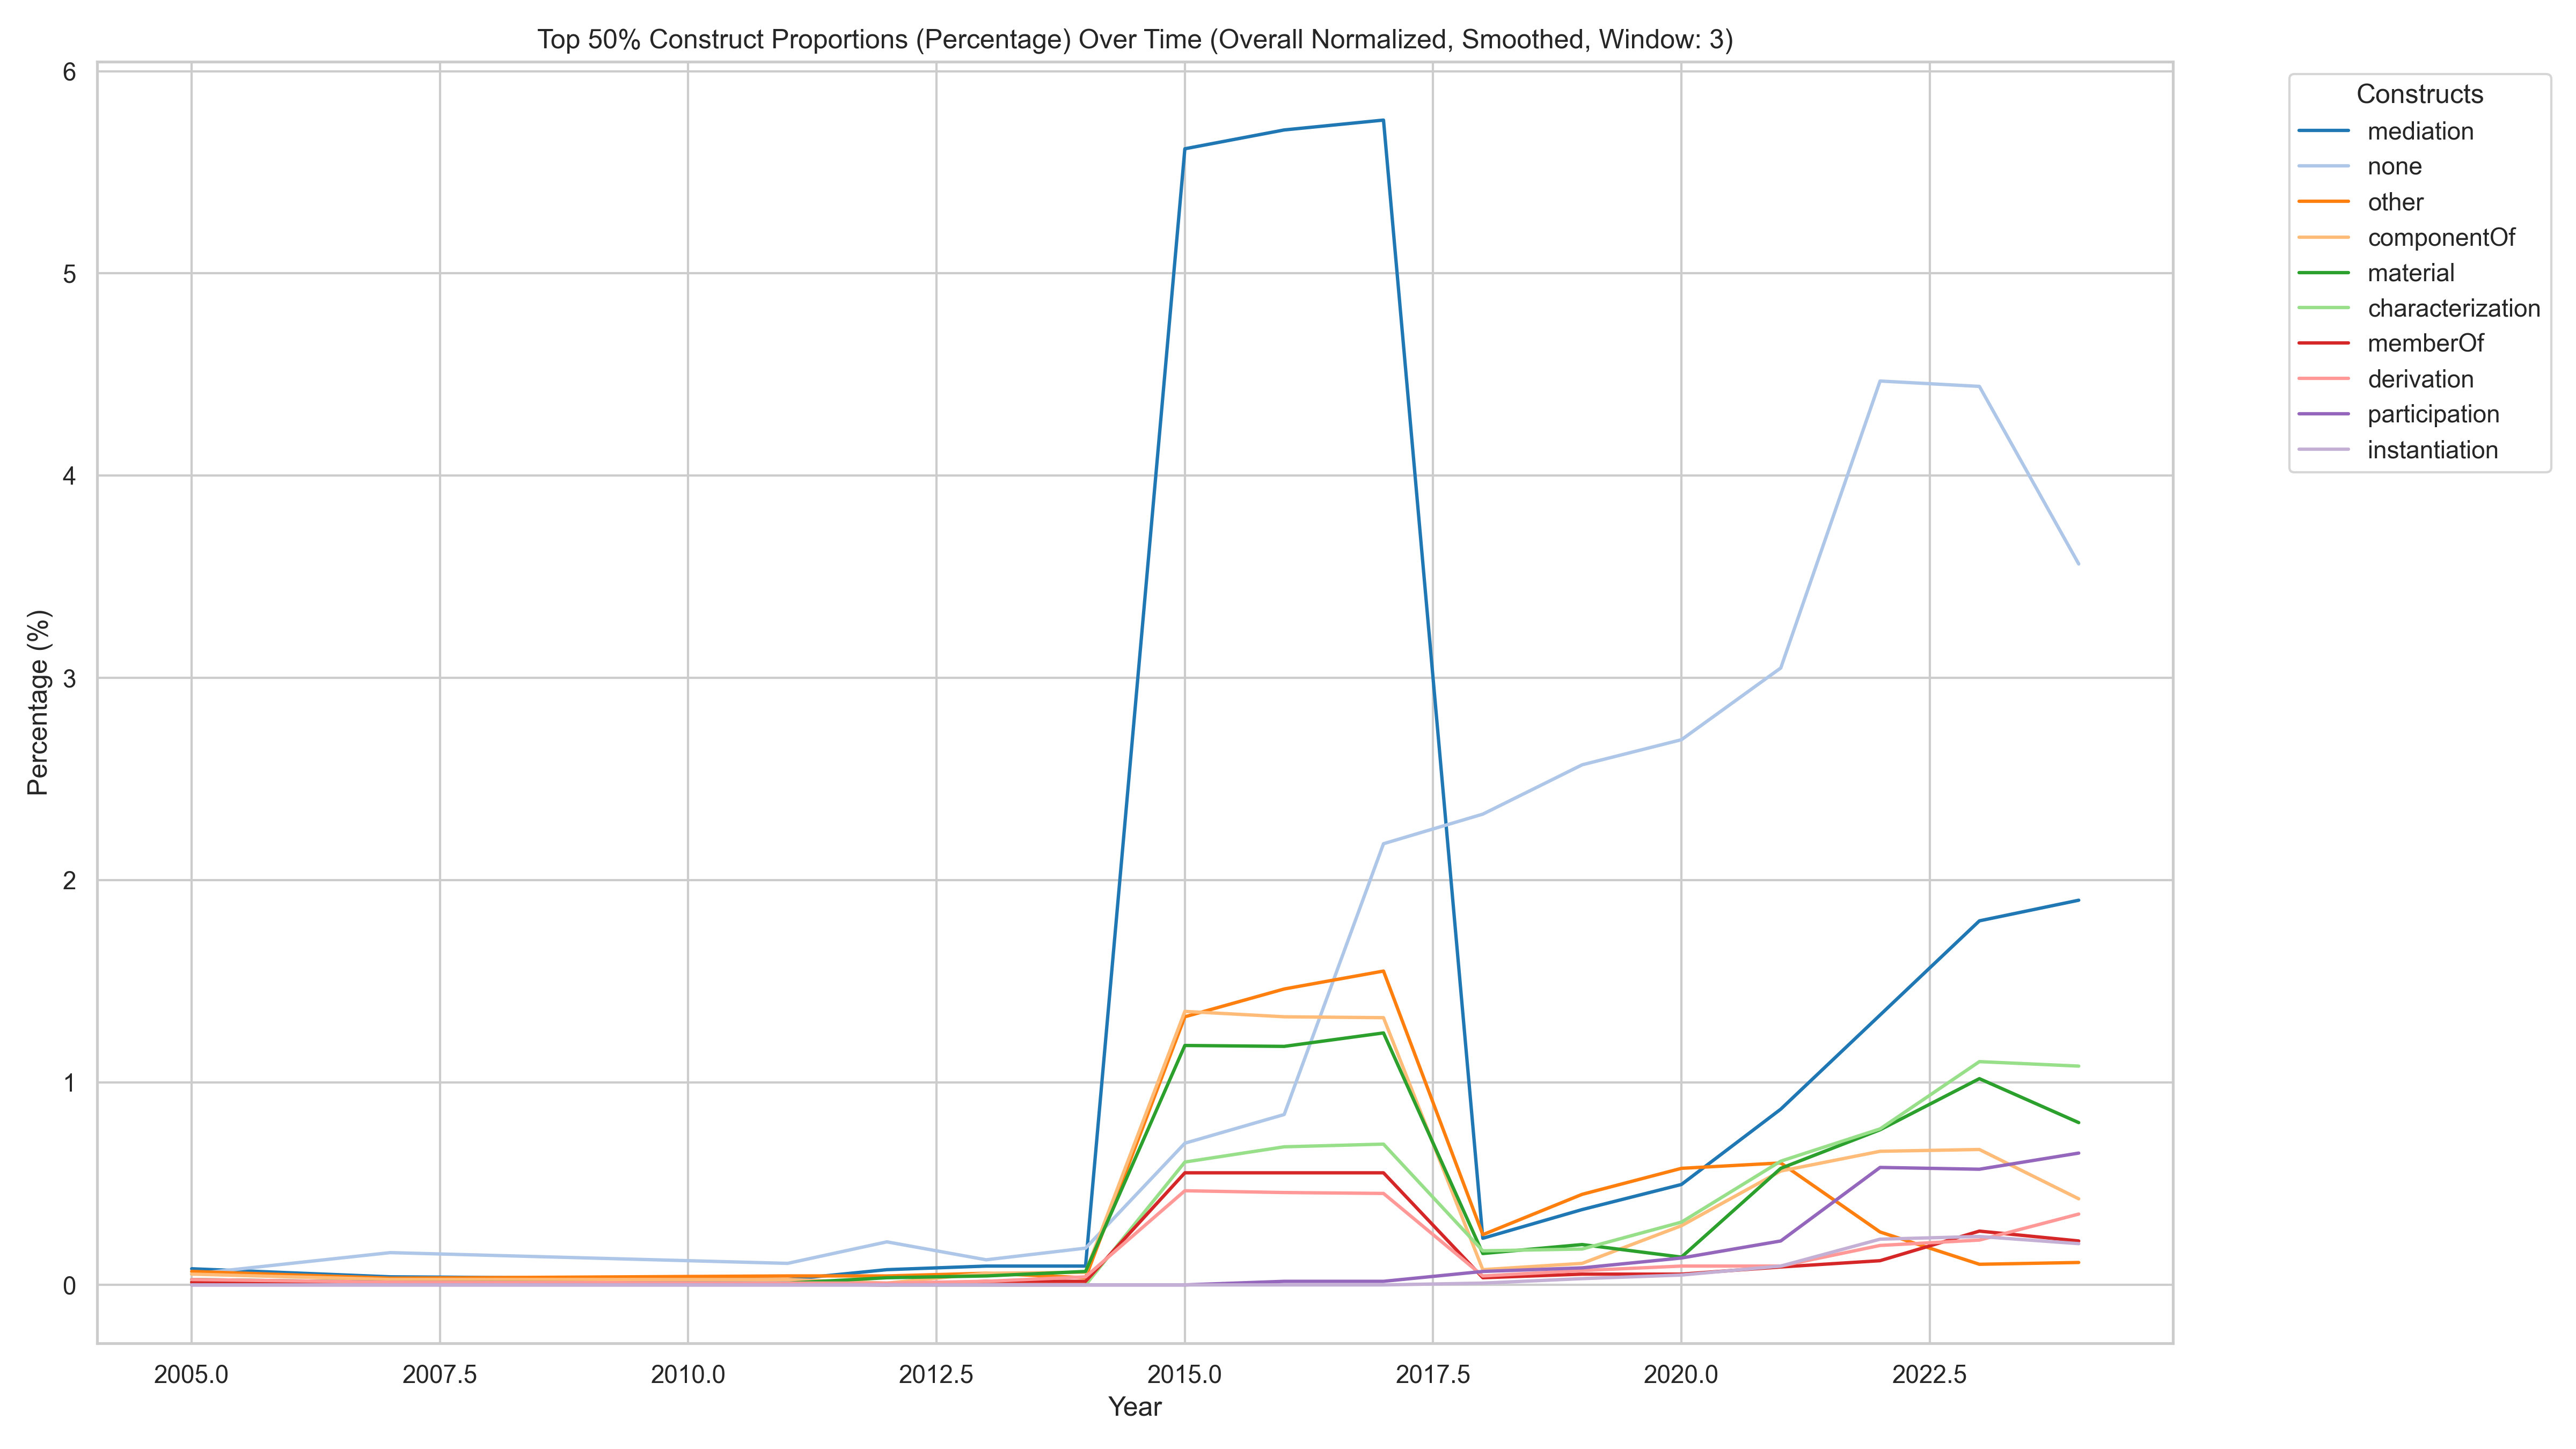 Top 50% Construct Proportions (Percentage) Over Time (Overall Normalized, Smoothed, Window: 3)
Percentage (%)
6
5
4
3
2
1
0
2005.0
2007.5
2010.0
2012.5
2015.0
2017.5
2020.0
2022.5
Year
Constructs
mediation
none
other
componentOf
material
characterization
memberOf
derivation
participation
instantiation